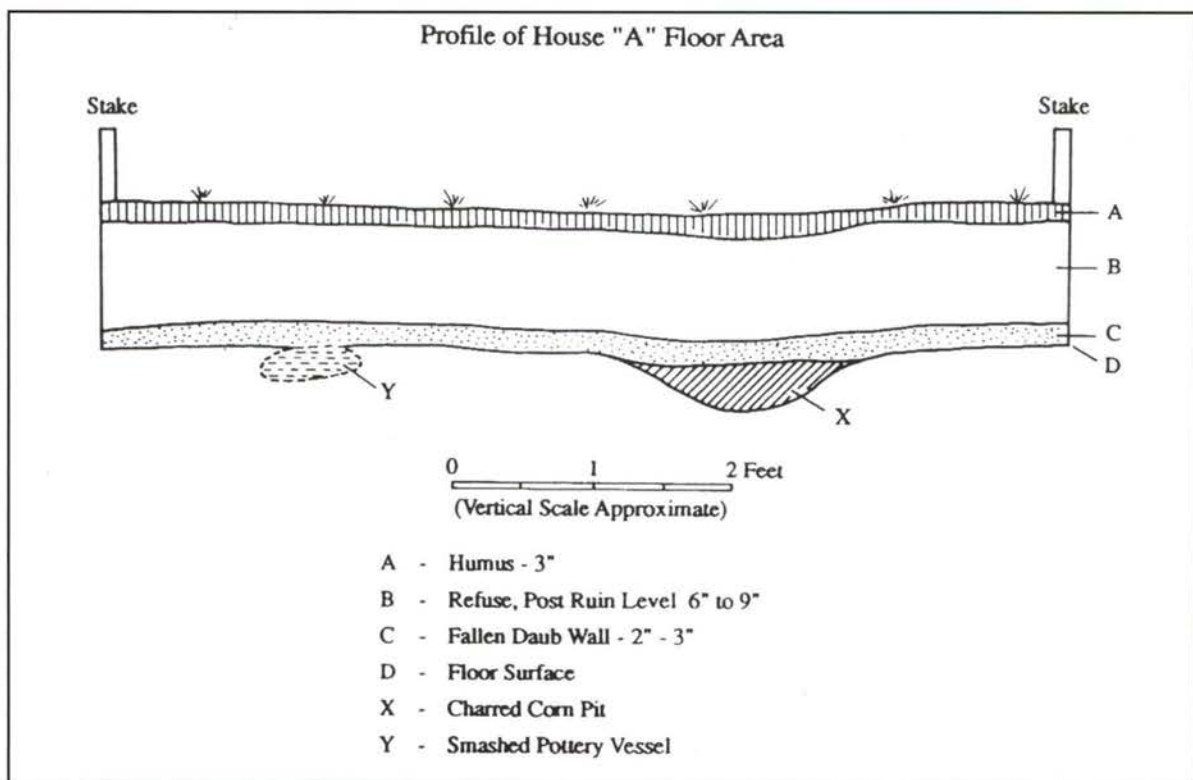 Profile of House "A" Floor Area
Stake
Stake
A
B
C
D
Y
X
0 1 2 Feet
(Vertical Scale Approximate)
A - Humus - 3"
B - Refuse, Post Ruin Level 6" to 9"
C - Fallen Daub Wall - 2" - 3"
D - Floor Surface
X - Charred Corn Pit
Y - Smashed Pottery Vessel